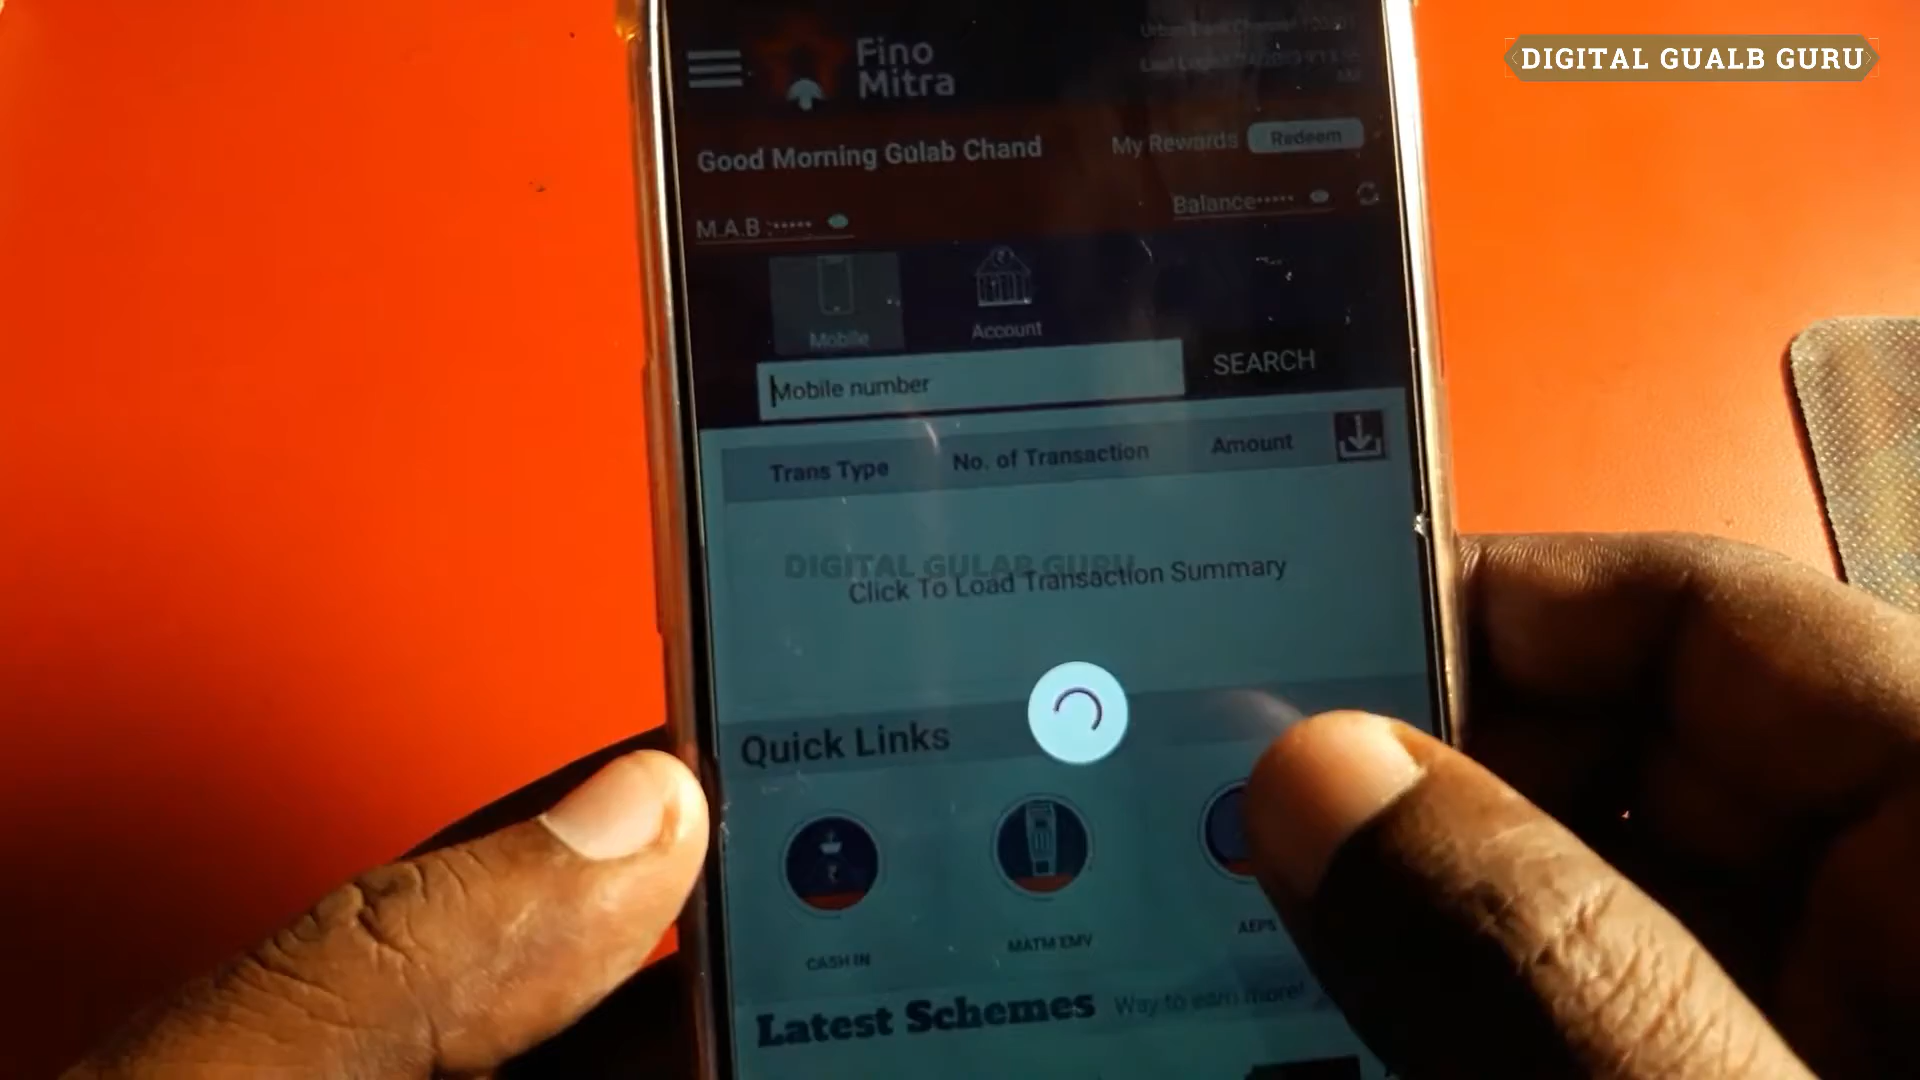 DIGITAL GUALB GURU
Fino
Mitra
Good Morning Gulab Chand
My Rewards Redeem
M.A.B :•••••
Balance•••••
Mobile
Account
Mobile number
SEARCH
Trans Type No. of Transaction Amount
DIGITAL GULAB GURU
Click To Load Transaction Summary
Quick Links
CASH IN
MATM EMV
AEPS
Latest Schemes Way to earn more!